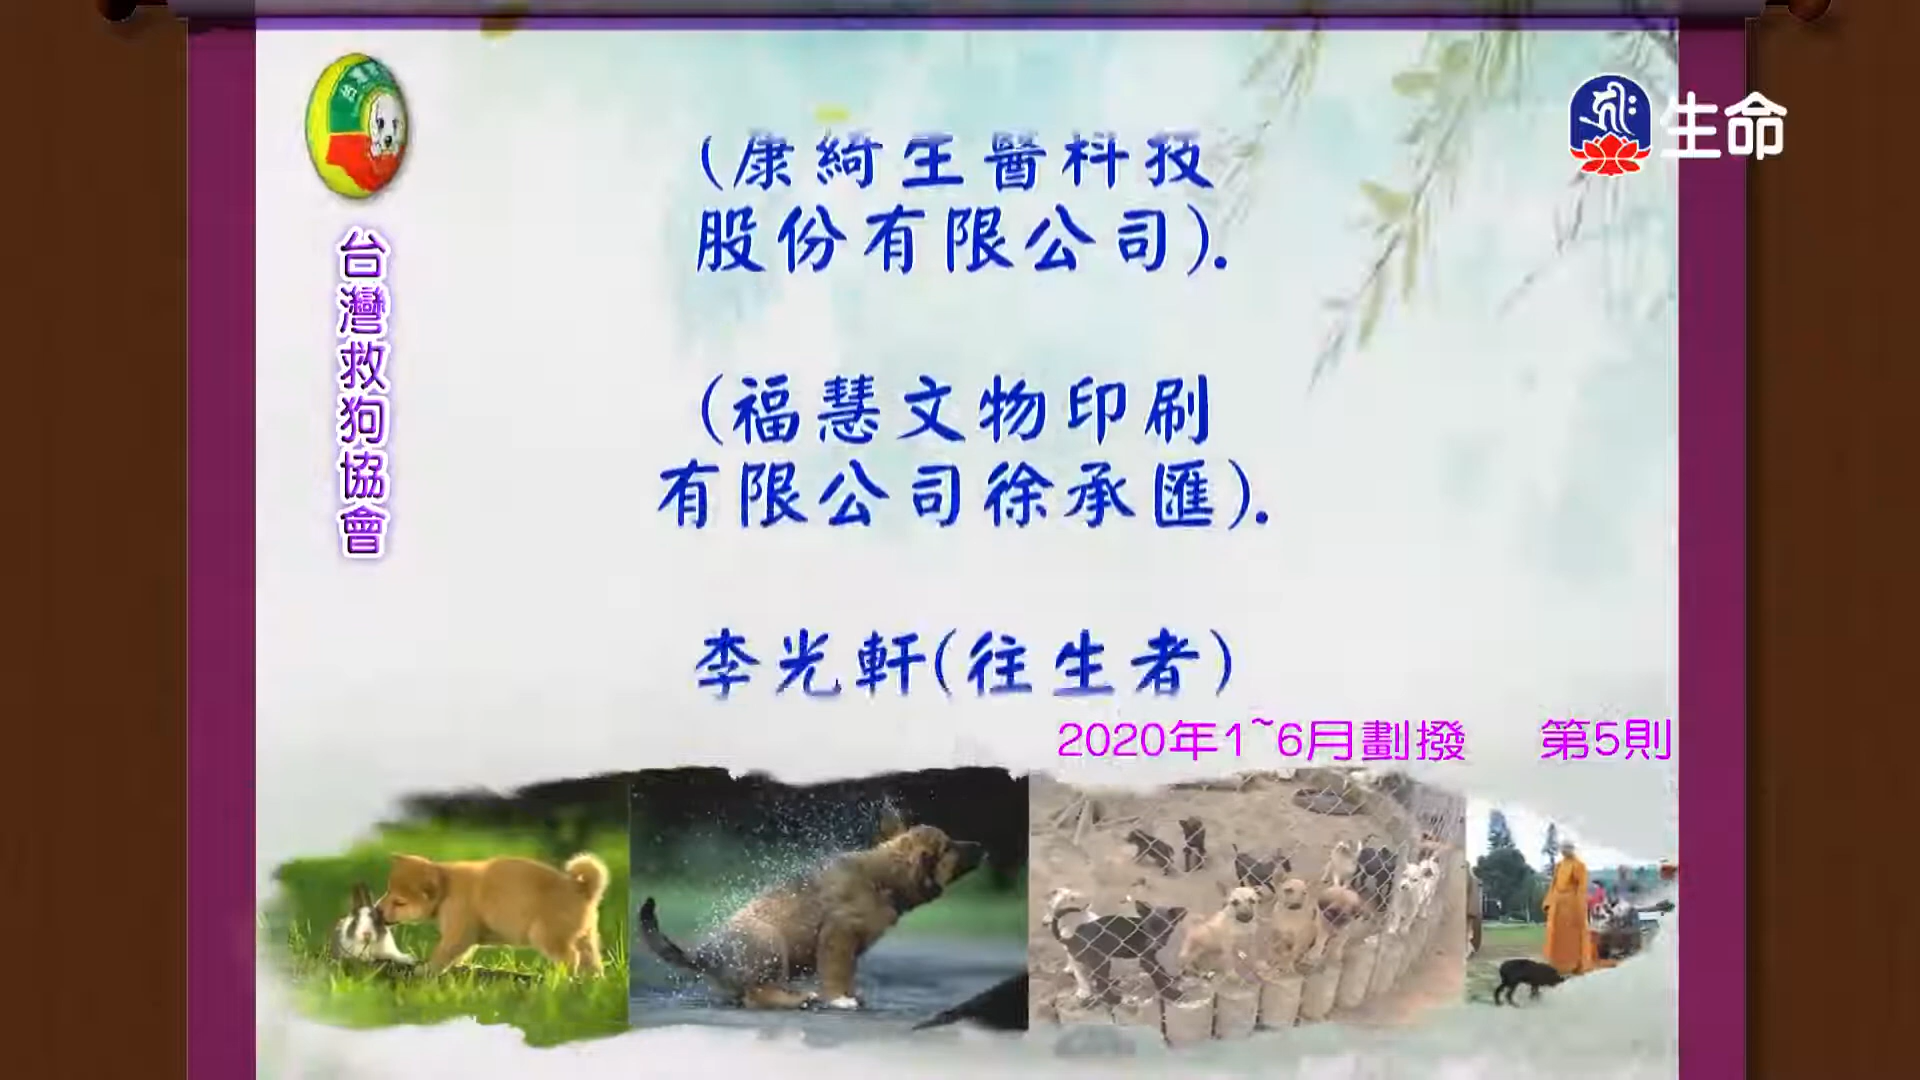 生命
台灣救狗協會
(康綺生醫科技
股份有限公司).
(福慧文物印刷
有限公司徐承匯).
李光軒(往生者)
2020年1~6月劃撥 第5則